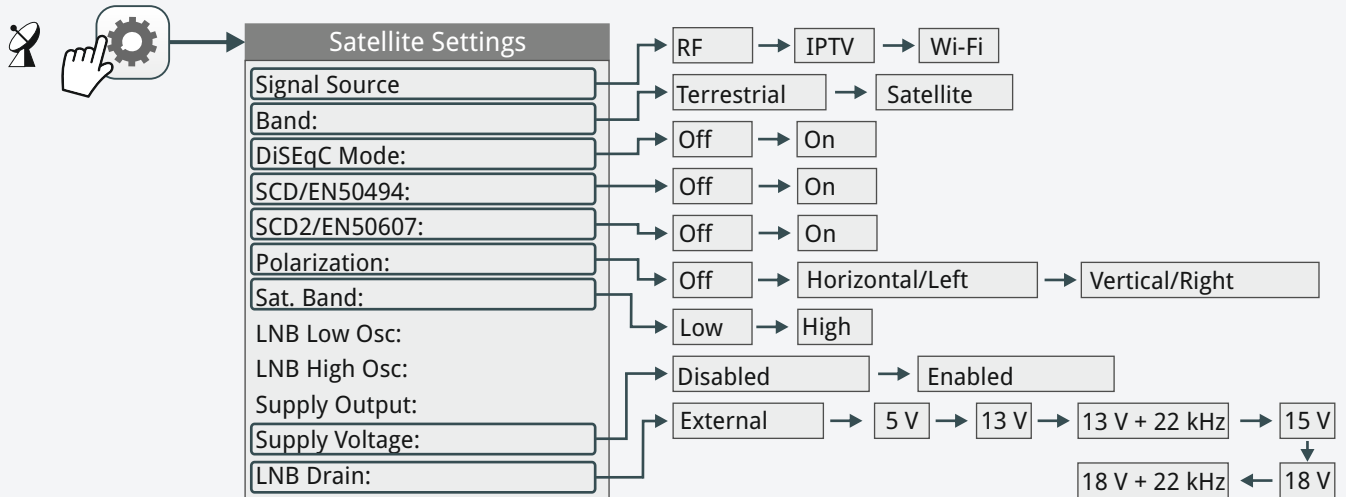 Satellite Settings
Signal Source
RF IPTV Wi-Fi
Band:
Terrestrial Satellite
DiSEqC Mode:
Off On
SCD/EN50494:
Off On
SCD2/EN50607:
Off On
Polarization:
Off Horizontal/Left Vertical/Right
Sat. Band:
Low High
LNB Low Osc:
LNB High Osc:
Supply Output:
Supply Voltage:
Disabled Enabled
LNB Drain:
External 5 V 13 V 13 V + 22 kHz 15 V
18 V + 22 kHz 18 V